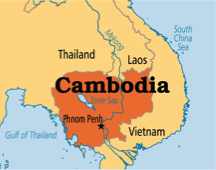 South
China
Sea
Mekong
Thailand
Laos
Cambodia
Tonle Sap
Phnom Penh
Gulf of Thailand
Vietnam